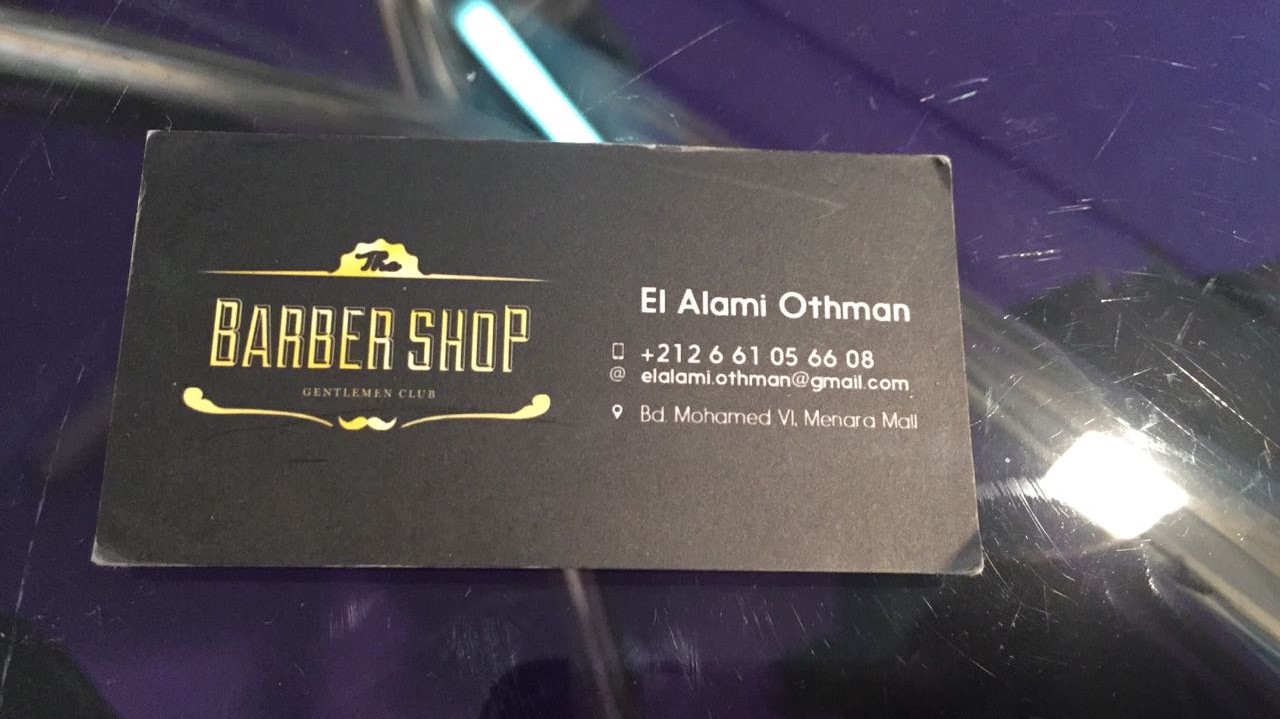 The
BARBER SHOP
GENTLEMEN CLUB
El Alami Othman
+212 6 61 05 66 08
@ elalami.othman@gmail.com
Bd. Mohamed VI, Menara Mall